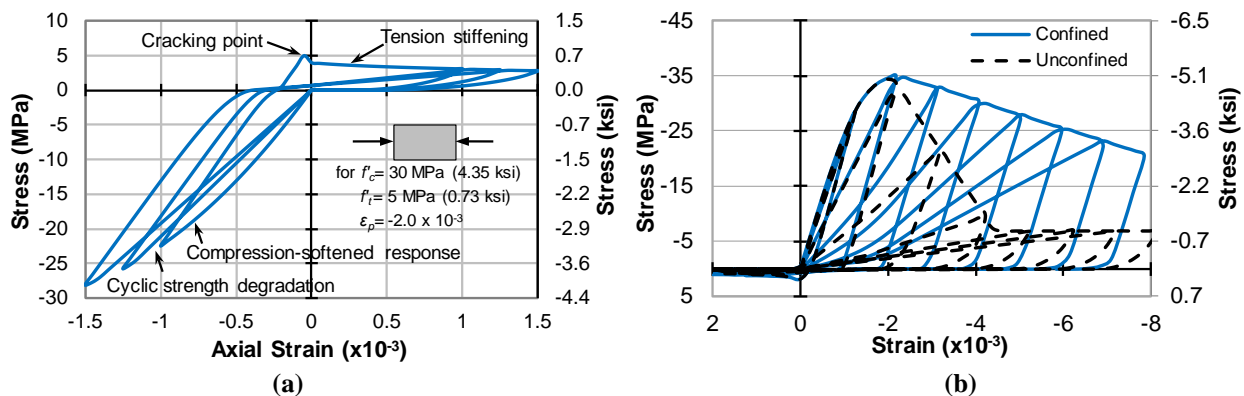 Stress (MPa)
10
5
0
-5
-10
-15
-20
-25
-30
Cracking point
Tension stiffening
for f'c= 30 MPa (4.35 ksi)
f't= 5 MPa (0.73 ksi)
εp= -2.0 x 10-3
Compression-softened response
Cyclic strength degradation
1.5
0.7
0.0
-0.7
-1.5
-2.2
-2.9
-3.6
-4.4
Stress (ksi)
-1.5
-1
-0.5
0
0.5
1
1.5
Axial Strain (x10-3)
(a)
Stress (MPa)
-45
-35
-25
-15
-5
5
Confined
Unconfined
-6.5
-5.1
-3.6
-2.2
-0.7
0.7
Stress (ksi)
2
0
-2
-4
-6
-8
Strain (x10-3)
(b)